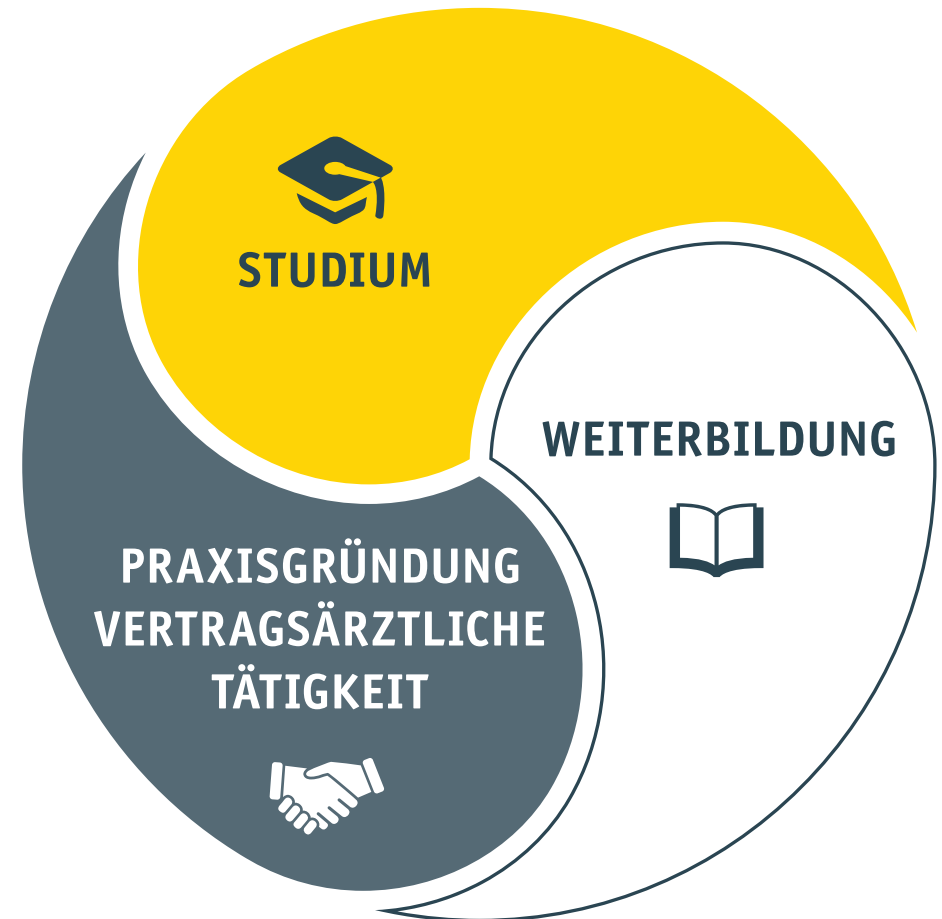 STUDIUM
WEITERBILDUNG
PRAXISGRÜNDUNG
VERTRAGSÄRZTLICHE
TÄTIGKEIT